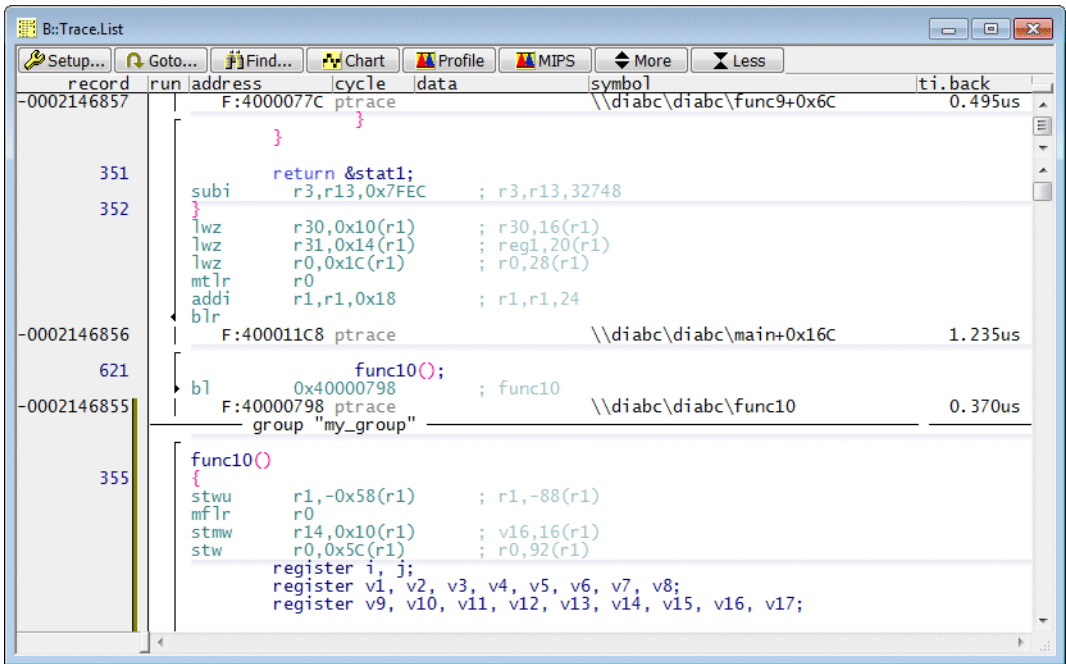 B::Trace.List
Setup... Goto... Find... Chart Profile MIPS More Less
record run address cycle data symbol ti.back
-0002146857 F:4000077C ptrace \\diabc\diabc\func9+0x6C 0.495us
}
}
351 return &stat1;
subi r3,r13,0x7FEC ; r3,r13,32748
352 }
lwz r30,0x10(r1) ; r30,16(r1)
lwz r31,0x14(r1) ; reg1,20(r1)
lwz r0,0x1C(r1) ; r0,28(r1)
mtlr r0
addi r1,r1,0x18 ; r1,r1,24
blr
-0002146856 F:400011C8 ptrace \\diabc\diabc\main+0x16C 1.235us
621 func10();
bl 0x40000798 ; func10
-0002146855 F:40000798 ptrace \\diabc\diabc\func10 0.370us
group "my_group"
func10()
355 {
stwu r1,-0x58(r1) ; r1,-88(r1)
mflr r0
stmw r14,0x10(r1) ; v16,16(r1)
stw r0,0x5C(r1) ; r0,92(r1)
register i, j;
register v1, v2, v3, v4, v5, v6, v7, v8;
register v9, v10, v11, v12, v13, v14, v15, v16, v17;